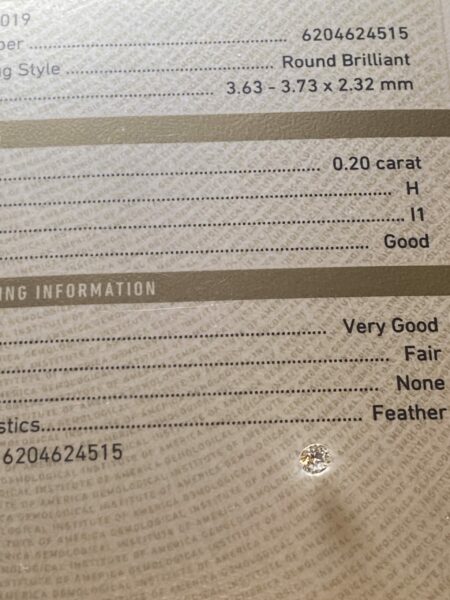 019
ber .......... 6204624515
ng Style .......... Round Brilliant
.......... 3.63 - 3.73 x 2.32 mm
.......... 0.20 carat
.......... H
.......... I1
.......... Good
ING INFORMATION
.......... Very Good
.......... Fair
.......... None
stics.......... Feather
6204624515